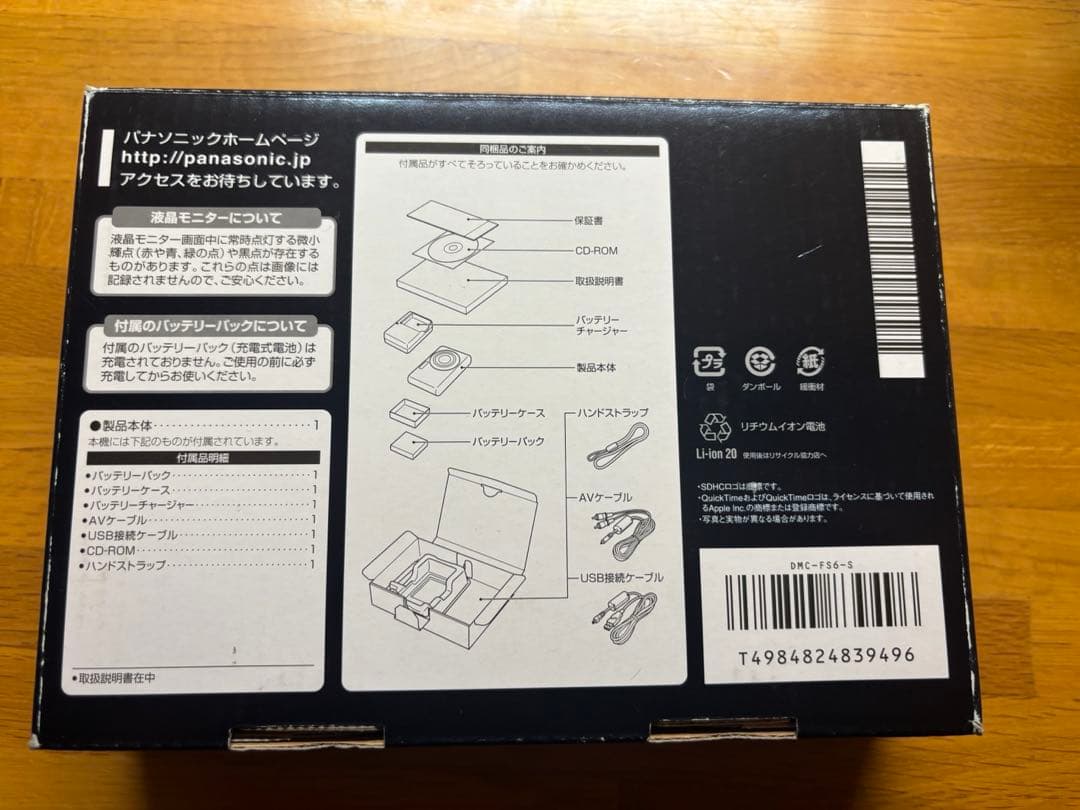 パナソニックホームページ
http://panasonic.jp
アクセスをお待ちしています。
液晶モニターについて
液晶モニター画面中に常時点灯する微小
輝点(赤や青、緑の点)や黒点が存在する
ものがあります。これらの点は画像には
記録されませんので、ご安心ください。
付属のバッテリーパックについて
付属のバッテリーパック(充電式電池)は
充電されておりません。ご使用の前に必ず
充電してからお使いください。
●製品本体 1
本機には下記のものが付属されています。
付属品明細
•バッテリーパック 1
•バッテリーケース 1
•バッテリーチャージャー 1
•AVケーブル 1
•USB接続ケーブル 1
•CD-ROM 1
•ハンドストラップ 1
•取扱説明書在中
同梱品のご案内
付属品がすべてそろっていることをお確かめください。
保証書
CD-ROM
取扱説明書
バッテリー
チャージャー
製品本体
バッテリーケース
バッテリーパック
ハンドストラップ
AVケーブル
USB接続ケーブル
プラ
紙
袋
ダンボール
緩衝材
リチウムイオン電池
Li-ion 20 使用後はリサイクル協力店へ
•SDHCロゴは商標です。
•QuickTimeおよびQuickTimeロゴは、ライセンスに基づいて使用され
るApple Inc.の商標または登録商標です。
•写真と実物が異なる場合があります。
DMC-FS6-S
T4984824839496